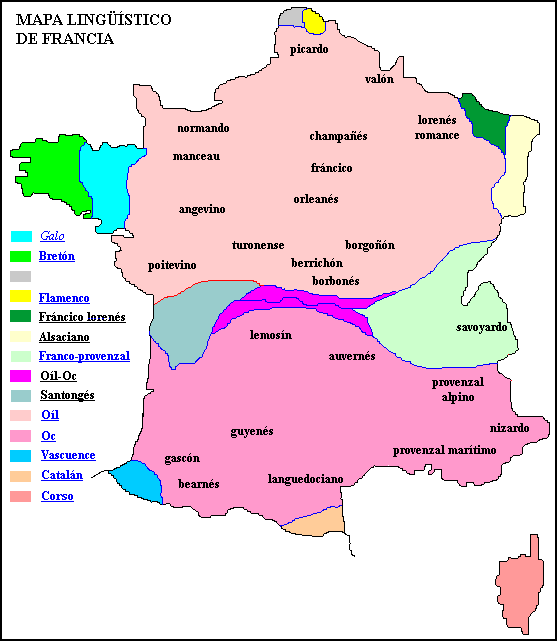 MAPA LINGÜÍSTICO
DE FRANCIA
picardo
valón
lorenés
romance
normando
champañés
manceau
fráncico
orleanés
angevino
turonense
borgoñón
berrichón
poitevino
borbonés
lemosín
savoyardo
auvernés
provenzal
alpino
nizardo
guyenés
provenzal marítimo
gascón
bearnés
languedociano
Galo
Bretón
Flamenco
Fráncico lorenés
Alsaciano
Franco-provenzal
Oíl-Oc
Santongés
Oíl
Oc
Vascuence
Catalán
Corso